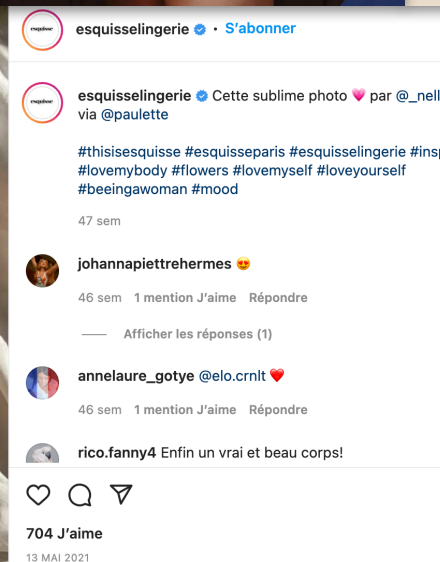 esquisse
esquisselingerie • S'abonner
esquisse
esquisselingerie Cette sublime photo 💗 par @_nell
via @paulette
#thisisesquisse #esquisseparis #esquisselingerie #insp
#lovemybody #flowers #lovemyself #loveyourself
#beeingawoman #mood
47 sem
johannapiettrehermes 😍
46 sem 1 mention J'aime Répondre
Afficher les réponses (1)
annelaure_gotye @elo.crnlt ❤️
46 sem 1 mention J'aime Répondre
rico.fanny4 Enfin un vrai et beau corps!
704 J'aime
13 MAI 2021